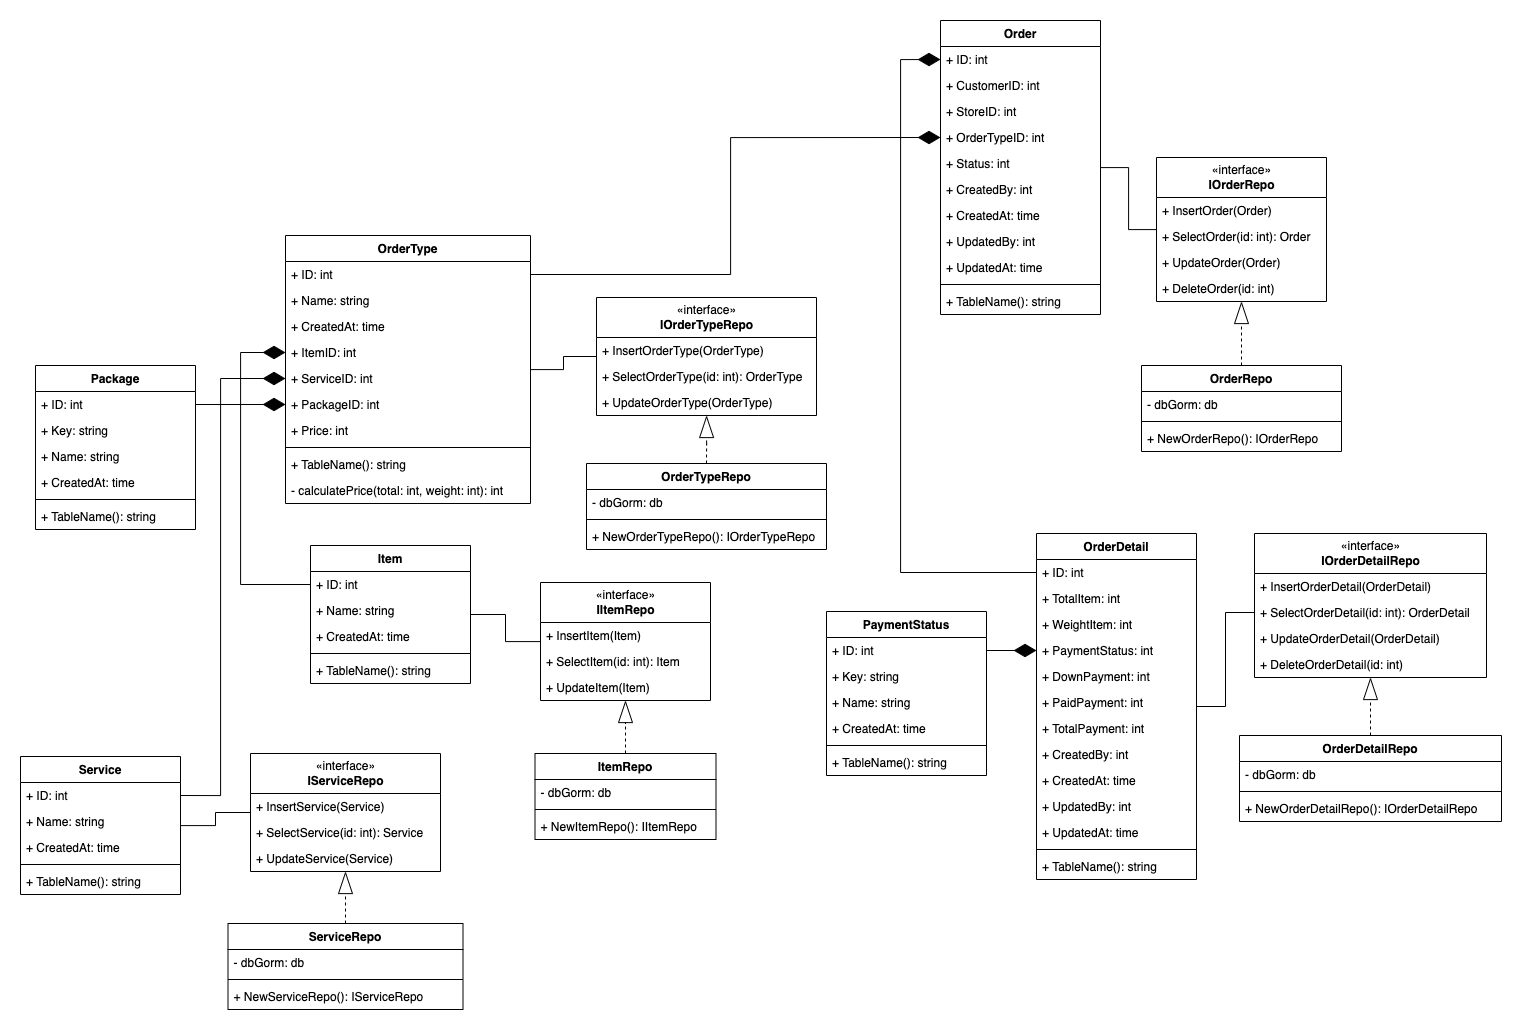 Order
+ ID: int
+ CustomerID: int
+ StoreID: int
+ OrderTypeID: int
+ Status: int
+ CreatedBy: int
+ CreatedAt: time
+ UpdatedBy: int
+ UpdatedAt: time
+ TableName(): string
«interface»
IOrderRepo
+ InsertOrder(Order)
+ SelectOrder(id: int): Order
+ UpdateOrder(Order)
+ DeleteOrder(id: int)
OrderRepo
- dbGorm: db
+ NewOrderRepo(): IOrderRepo
OrderType
+ ID: int
+ Name: string
+ CreatedAt: time
+ ItemID: int
+ ServiceID: int
+ PackageID: int
+ Price: int
+ TableName(): string
- calculatePrice(total: int, weight: int): int
«interface»
IOrderTypeRepo
+ InsertOrderType(OrderType)
+ SelectOrderType(id: int): OrderType
+ UpdateOrderType(OrderType)
OrderTypeRepo
- dbGorm: db
+ NewOrderTypeRepo(): IOrderTypeRepo
Package
+ ID: int
+ Key: string
+ Name: string
+ CreatedAt: time
+ TableName(): string
Item
+ ID: int
+ Name: string
+ CreatedAt: time
+ TableName(): string
«interface»
IItemRepo
+ InsertItem(Item)
+ SelectItem(id: int): Item
+ UpdateItem(Item)
ItemRepo
- dbGorm: db
+ NewItemRepo(): IItemRepo
Service
+ ID: int
+ Name: string
+ CreatedAt: time
+ TableName(): string
«interface»
IServiceRepo
+ InsertService(Service)
+ SelectService(id: int): Service
+ UpdateService(Service)
ServiceRepo
- dbGorm: db
+ NewServiceRepo(): IServiceRepo
PaymentStatus
+ ID: int
+ Key: string
+ Name: string
+ CreatedAt: time
+ TableName(): string
OrderDetail
+ ID: int
+ TotalItem: int
+ WeightItem: int
+ PaymentStatus: int
+ DownPayment: int
+ PaidPayment: int
+ TotalPayment: int
+ CreatedBy: int
+ CreatedAt: time
+ UpdatedBy: int
+ UpdatedAt: time
+ TableName(): string
«interface»
IOrderDetailRepo
+ InsertOrderDetail(OrderDetail)
+ SelectOrderDetail(id: int): OrderDetail
+ UpdateOrderDetail(OrderDetail)
+ DeleteOrderDetail(id: int)
OrderDetailRepo
- dbGorm: db
+ NewOrderDetailRepo(): IOrderDetailRepo